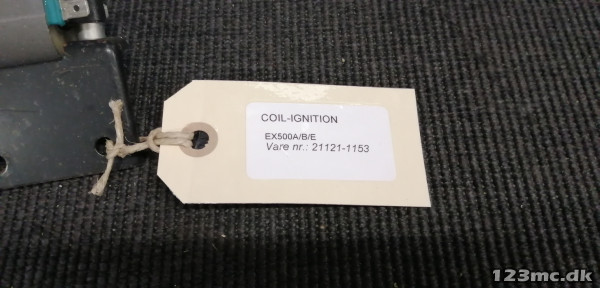 COIL-IGNITION
EX500A/B/E
Vare nr.: 21121-1153
123mc.dk